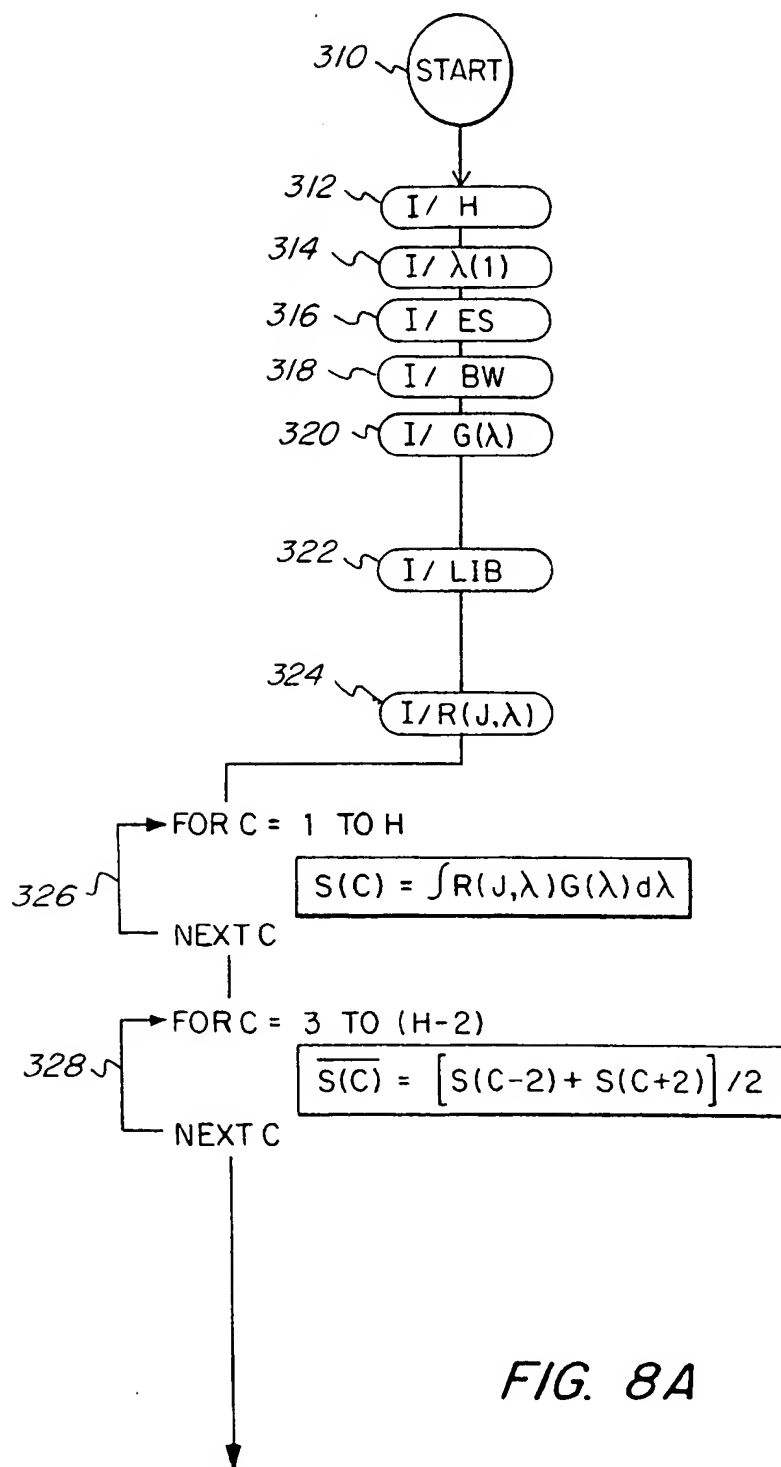 310 START
312 I/ H
314 I/ λ(1)
316 I/ ES
318 I/ BW
320 I/ G(λ)
322 I/ LIB
324 I/R(J,λ)
FOR C = 1 TO H
326 S(C) = ∫R(J,λ)G(λ)dλ
NEXT C
FOR C = 3 TO (H-2)
328 \overline{S(C)} = [S(C-2) + S(C+2)]/2
NEXT C
FIG. 8A